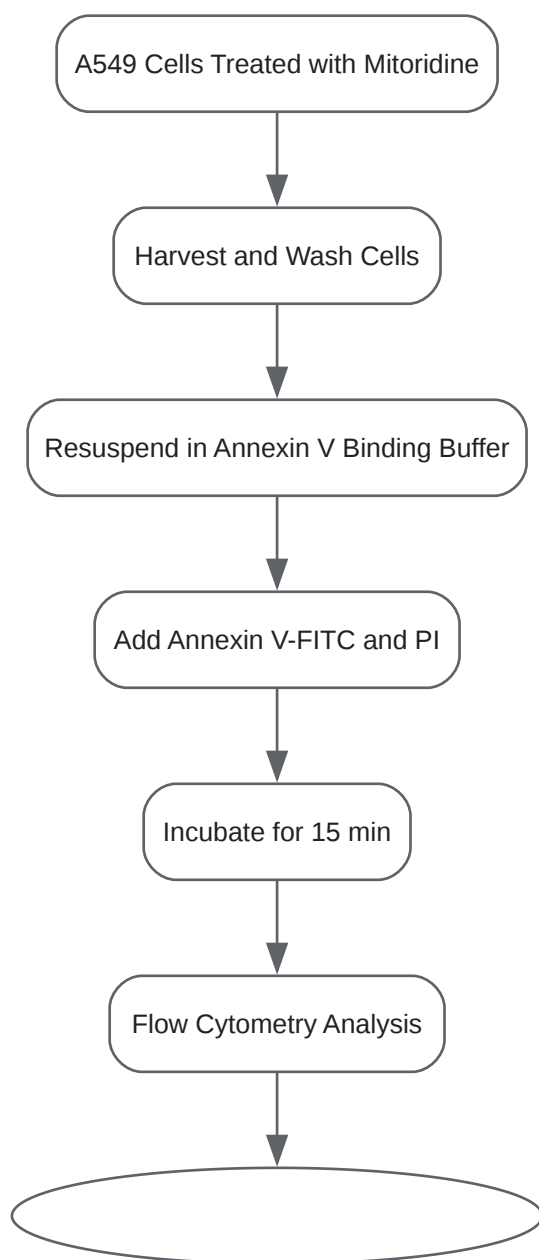 A549 Cells Treated with Mitoridine
Harvest and Wash Cells
Resuspend in Annexin V Binding Buffer
Add Annexin V-FITC and PI
Incubate for 15 min
Flow Cytometry Analysis